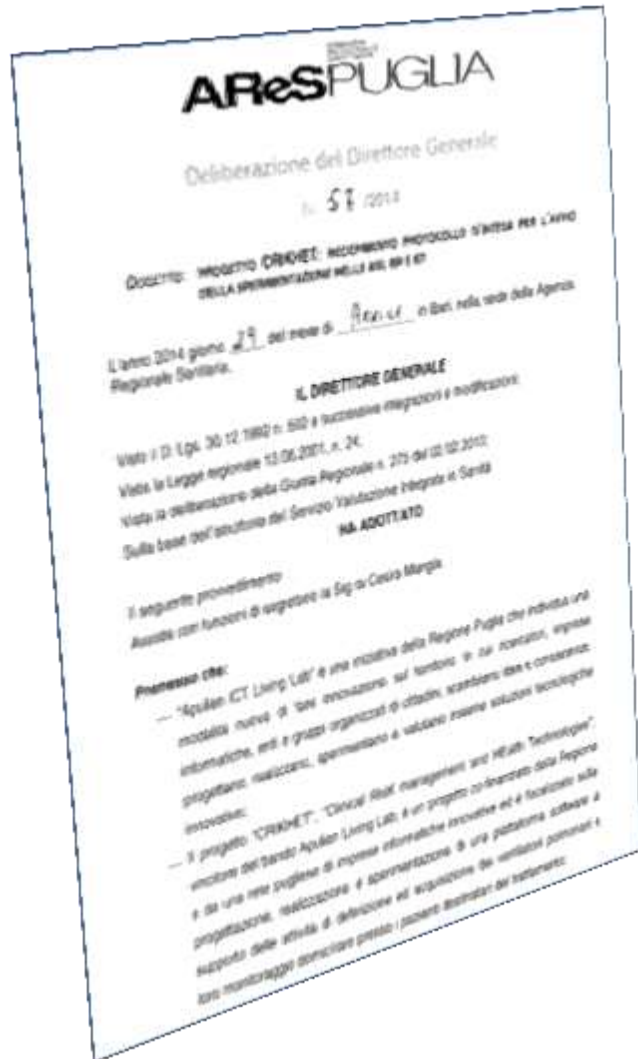 AReSPUGLIA
Deliberazione del Direttore Generale
N. 57 /2014
OGGETTO: PROGETTO CRIKHET: RECEPIMENTO PROTOCOLLO D'INTESA PER L'AVVIO
DELLA SPERIMENTAZIONE NELLE ASL
L'anno 2014 giorno 29 del mese di Aprile in Bari, nella sede della Agenzia
Regionale Sanitaria,
IL DIRETTORE GENERALE
Visto il D. Lgs. 30.12.1992 n. 502 e successive integrazioni e modificazioni;
Vista la Legge regionale 13.08.2001, n. 24;
Vista la deliberazione della Giunta Regionale n. 275 del 02.02.2010;
Sulla base dell'istruttoria del Servizio Valutazione Integrata in Sanità
HA ADOTTATO
Il seguente provvedimento
Assiste con funzioni di segretario la Sig.ra Cesira Mangia
Premesso che:
— "Apulian ICT Living Lab" è una iniziativa della Regione Puglia che individua una
modalità nuova di fare innovazione sul territorio in cui ricercatori, imprese
informatiche, enti e gruppi organizzati di cittadini, scambiano idee e conoscenze,
progettano, realizzano, sperimentano e valutano insieme soluzioni tecnologiche
innovative;
— Il progetto "CRIKHET", "Clinical Risk management and HEalth Technologies",
vincitore del bando Apulian Living Lab, è un progetto co-finanziato dalla Regione
e da una rete pugliese di imprese informatiche innovative ed è focalizzato sulla
progettazione, realizzazione e sperimentazione di una piattaforma software a
supporto delle attività di definizione ed acquisizione dei ventilatori polmonari e
loro monitoraggio domiciliare presso i pazienti destinatari del trattamento;